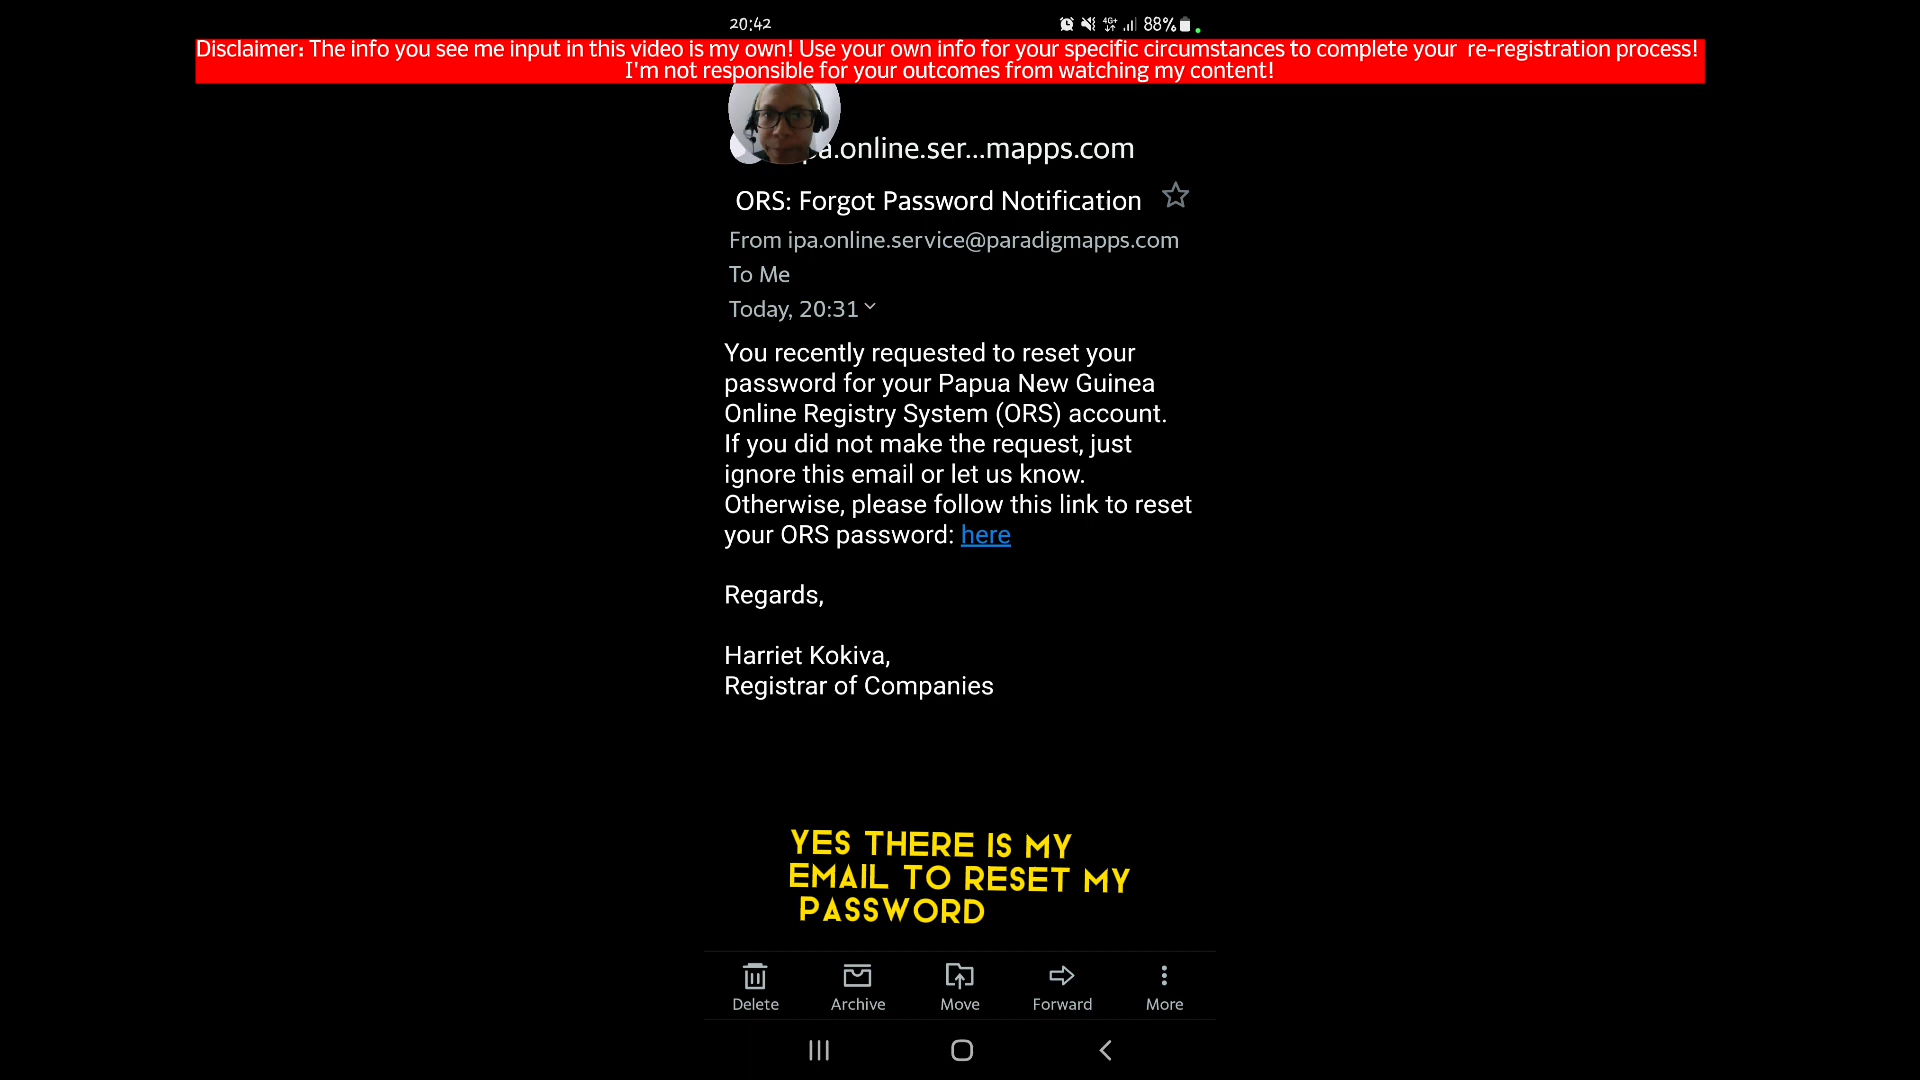 20:42
4G+
88%
Disclaimer: The info you see me input in this video is my own! Use your own info for your specific circumstances to complete your re-registration process!
I'm not responsible for your outcomes from watching my content!
pa.online.ser...mapps.com
ORS: Forgot Password Notification
From ipa.online.service@paradigmapps.com
To Me
Today, 20:31
You recently requested to reset your
password for your Papua New Guinea
Online Registry System (ORS) account.
If you did not make the request, just
ignore this email or let us know.
Otherwise, please follow this link to reset
your ORS password: here
Regards,
Harriet Kokiva,
Registrar of Companies
YES THERE IS MY
EMAIL TO RESET MY
PASSWORD
Delete
Archive
Move
Forward
More